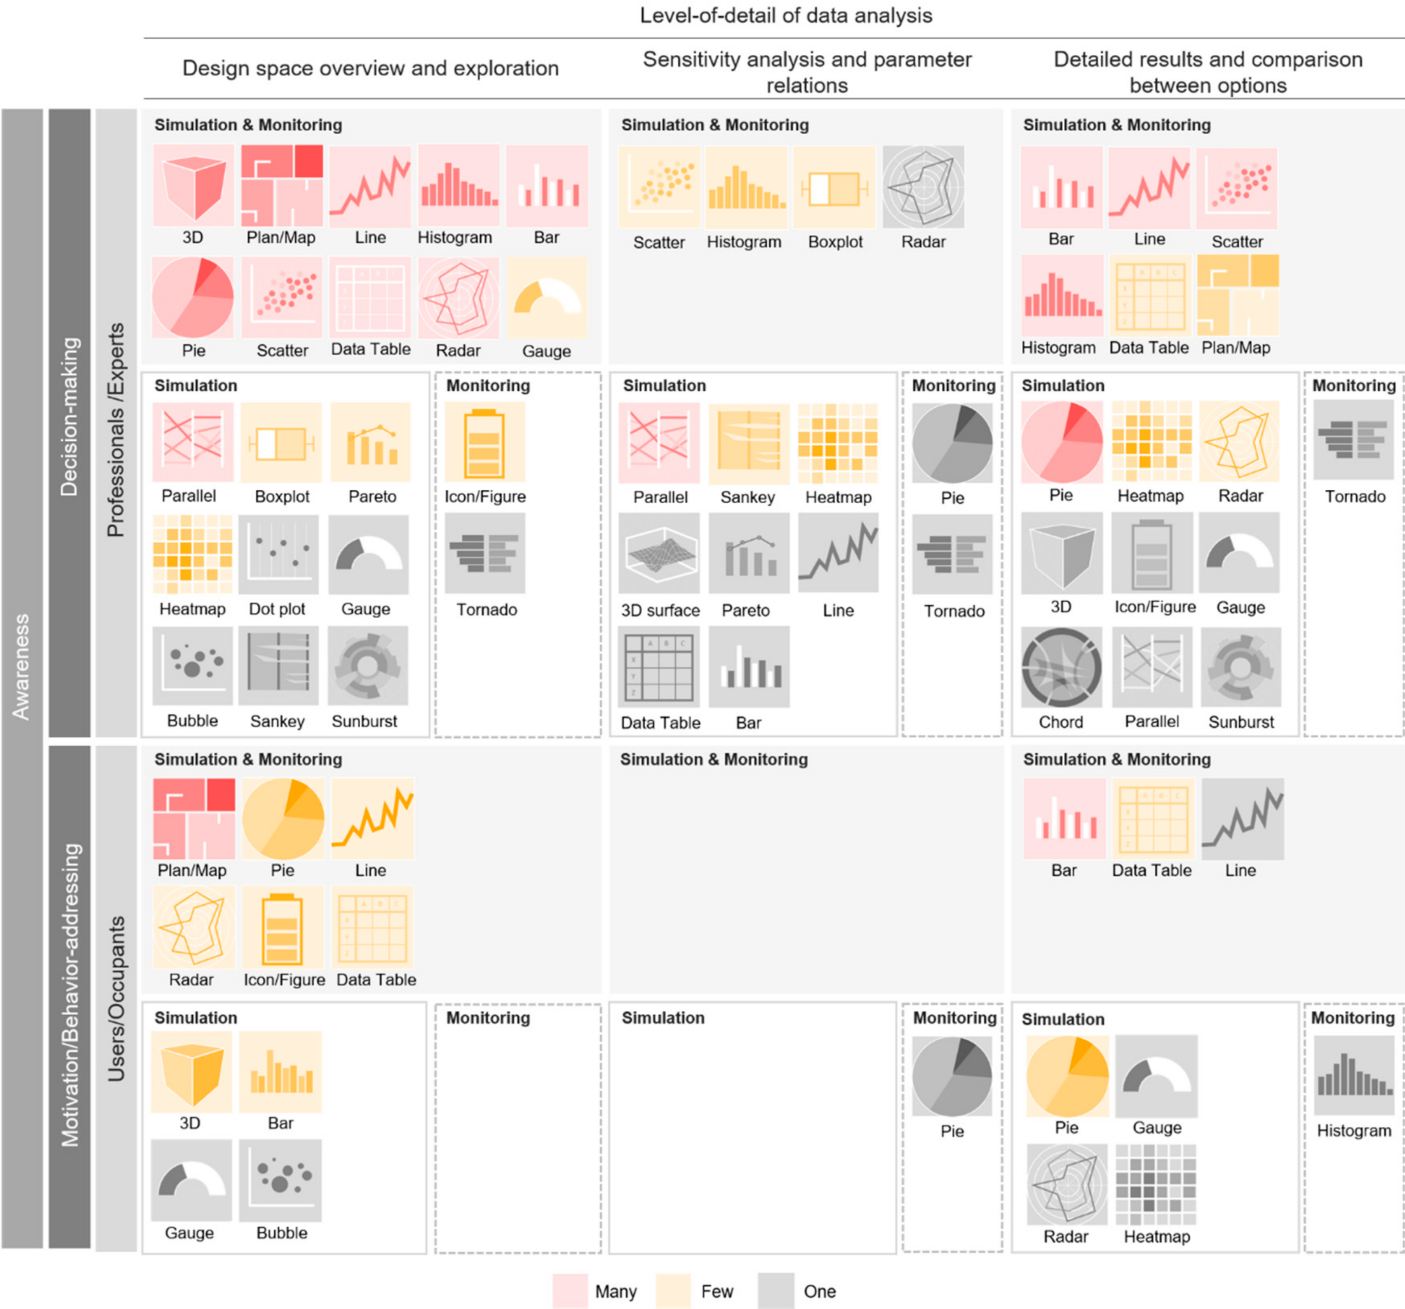 Level-of-detail of data analysis
Design space overview and exploration
Sensitivity analysis and parameter
relations
Detailed results and comparison
between options
Awareness
Decision-making
Professionals /Experts
Simulation & Monitoring
3D Plan/Map Line Histogram Bar
Pie Scatter Data Table Radar Gauge
Simulation & Monitoring
Scatter Histogram Boxplot Radar
Simulation & Monitoring
Bar Line Scatter
Histogram Data Table Plan/Map
Simulation
Parallel Boxplot Pareto
Heatmap Dot plot Gauge
Bubble Sankey Sunburst
Monitoring
Icon/Figure
Tornado
Simulation
Parallel Sankey Heatmap
3D surface Pareto Line
A B C
X
Y
Z
Data Table Bar
Monitoring
Pie
Tornado
Simulation
Pie Heatmap Radar
3D Icon/Figure Gauge
Chord Parallel Sunburst
Monitoring
Tornado
Motivation/Behavior-addressing
Users/Occupants
Simulation & Monitoring
Plan/Map Pie Line
Radar Icon/Figure Data Table
Simulation & Monitoring
Simulation & Monitoring
Bar Data Table Line
Simulation
3D Bar
Gauge Bubble
Monitoring
Simulation
Monitoring
Pie
Simulation
Pie Gauge
Radar Heatmap
Monitoring
Histogram
Many Few One